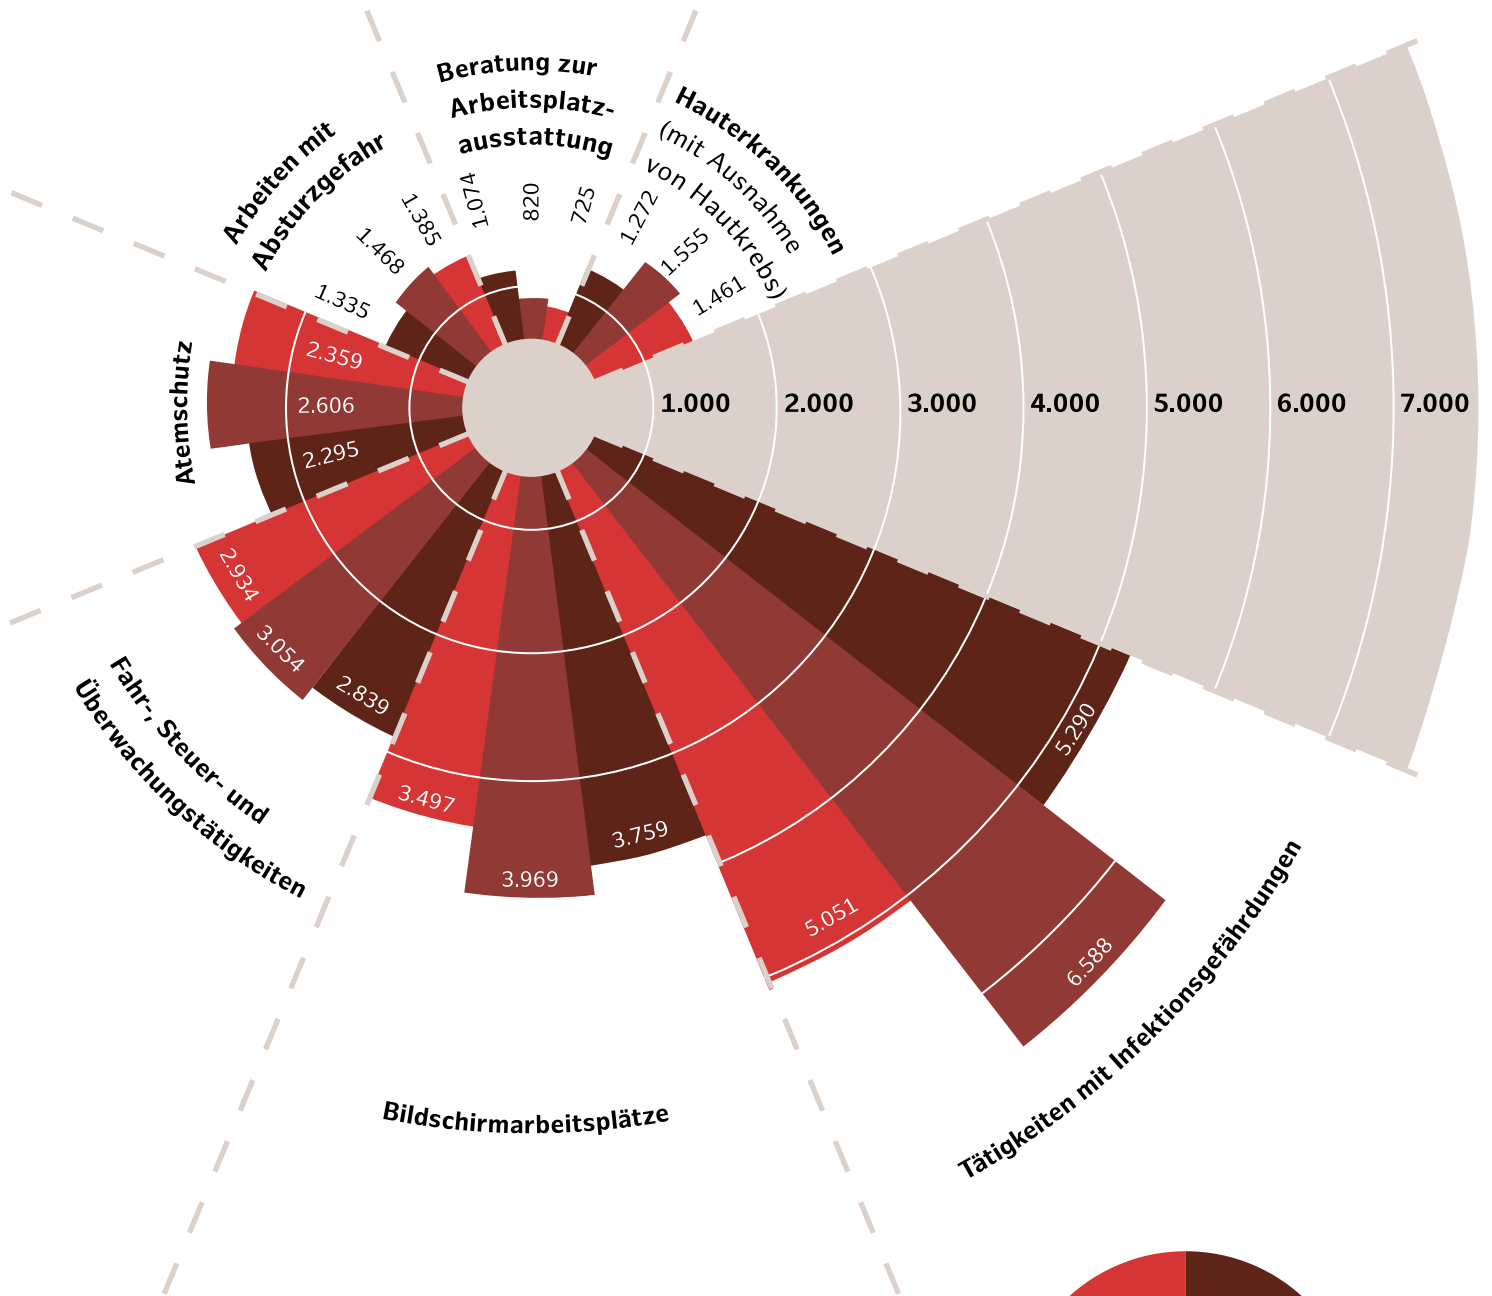 Beratung zur
Arbeitsplatz-
ausstattung
1.074
820
725
Hauterkrankungen
(mit Ausnahme
von Hautkrebs)
1.272
1.555
1.461
Arbeiten mit
Absturzgefahr
1.335
1.468
1.385
Atemschutz
2.359
2.606
2.295
1.000
2.000
3.000
4.000
5.000
6.000
7.000
Fahr-, Steuer- und
Überwachungstätigkeiten
2.934
3.054
2.839
Bildschirmarbeitsplätze
3.497
3.969
3.759
Tätigkeiten mit Infektionsgefährdungen
5.051
6.588
5.290